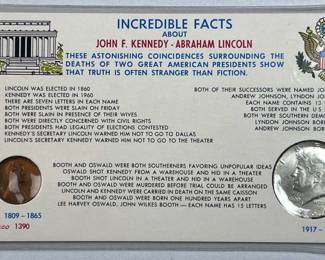 INCREDIBLE FACTS
ABOUT
JOHN F. KENNEDY - ABRAHAM LINCOLN
THESE ASTONISHING COINCIDENCES SURROUNDING THE
DEATHS OF TWO GREAT AMERICAN PRESIDENTS SHOW
THAT TRUTH IS OFTEN STRANGER THAN FICTION.
LINCOLN WAS ELECTED IN 1860
KENNEDY WAS ELECTED IN 1960
THERE ARE SEVEN LETTERS IN EACH NAME
BOTH PRESIDENTS WERE SLAIN ON FRIDAY
BOTH WERE SLAIN IN PRESENCE OF THEIR WIVES
BOTH WERE DIRECTLY CONCERNED WITH CIVIL RIGHTS
BOTH PRESIDENTS HAD LEGALITY OF ELECTIONS CONTESTED
KENNEDY'S SECRETARY LINCOLN WARNED HIM NOT TO GO TO DALLAS
LINCOLN'S SECRETARY KENNEDY WARNED HIM NOT TO GO TO THE THEATER
BOTH OF THEIR SUCCESSORS WERE NAMED JO
ANDREW JOHNSON, LYNDON JO
EACH NAME CONTAINS 13
BOTH SERVED IN THE U.S.
BOTH WERE SOUTHERN DEM
LYNDON JOHNSON BOR
ANDREW JOHNSON BOR
BOOTH AND OSWALD WERE BOTH SOUTHERNERS FAVORING UNPOPULAR IDEAS
OSWALD SHOT KENNEDY FROM A WAREHOUSE AND HID IN A THEATER
BOOTH SHOT LINCOLN IN A THEATER AND HID IN A WAREHOUSE
BOOTH AND OSWALD WERE MURDERED BEFORE TRIAL COULD BE ARRANGED
LINCOLN AND KENNEDY WERE CARRIED IN DEATH ON THE SAME CAISSON
BOOTH AND OSWALD WERE BORN ONE HUNDRED YEARS APART
LEE HARVEY OSWALD, JOHN WILKES BOOTH — EACH NAME HAS 15 LETTERS
1809 - 1865
1390
1917 -